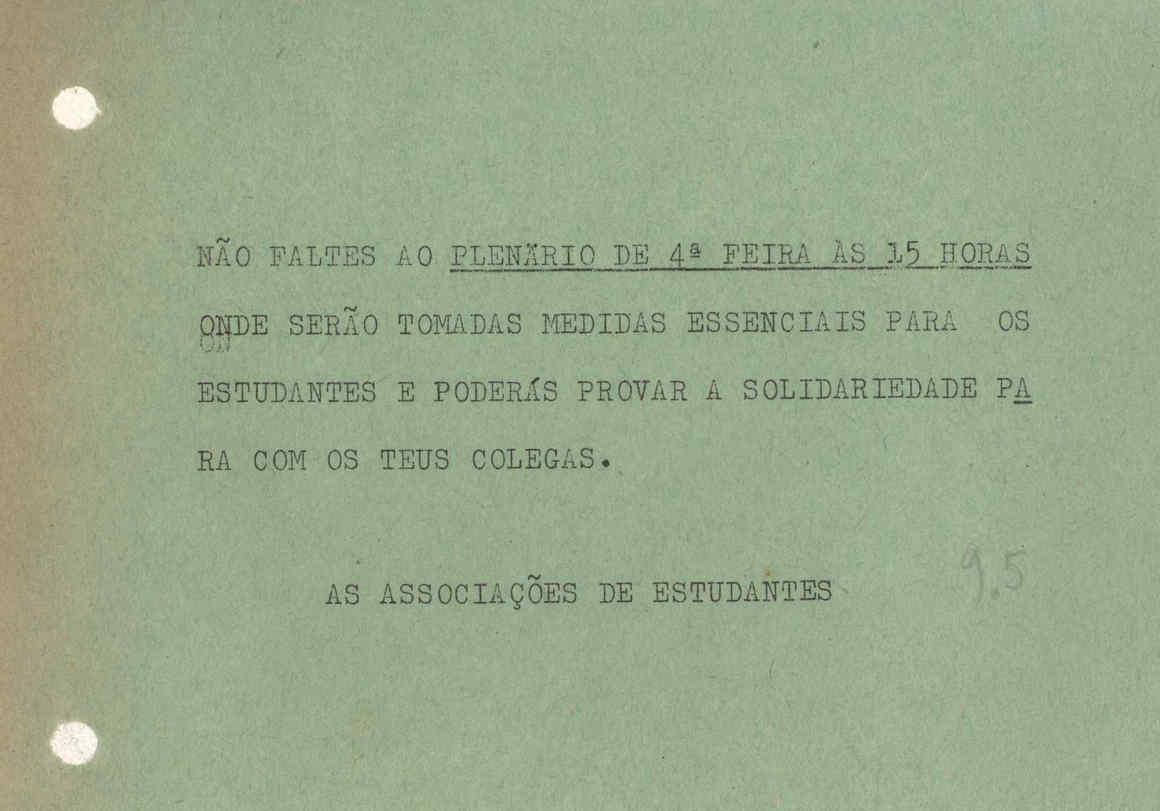 NÃO FALTES AO PLENÁRIO DE 4ª FEIRA ÀS 15 HORAS
ONDE SERÃO TOMADAS MEDIDAS ESSENCIAIS PARA OS
ESTUDANTES E PODERÁS PROVAR A SOLIDARIEDADE PA
RA COM OS TEUS COLEGAS.
AS ASSOCIAÇÕES DE ESTUDANTES
9.5